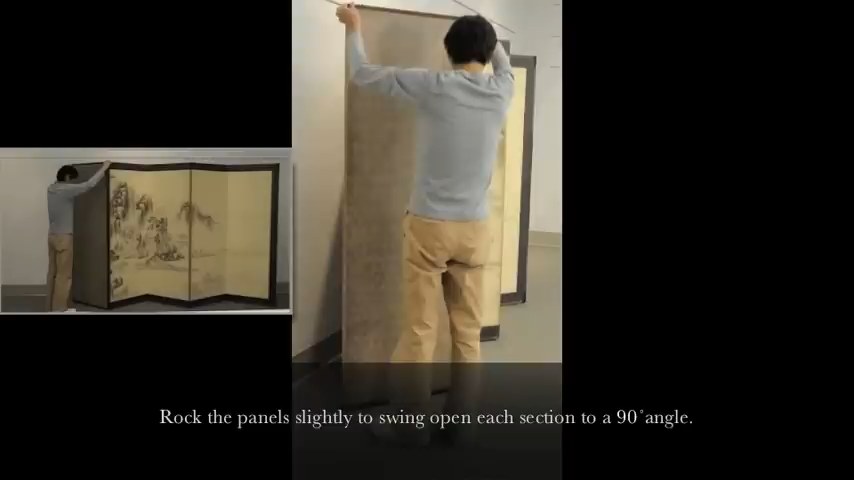 Rock the panels slightly to swing open each section to a 90˚angle.